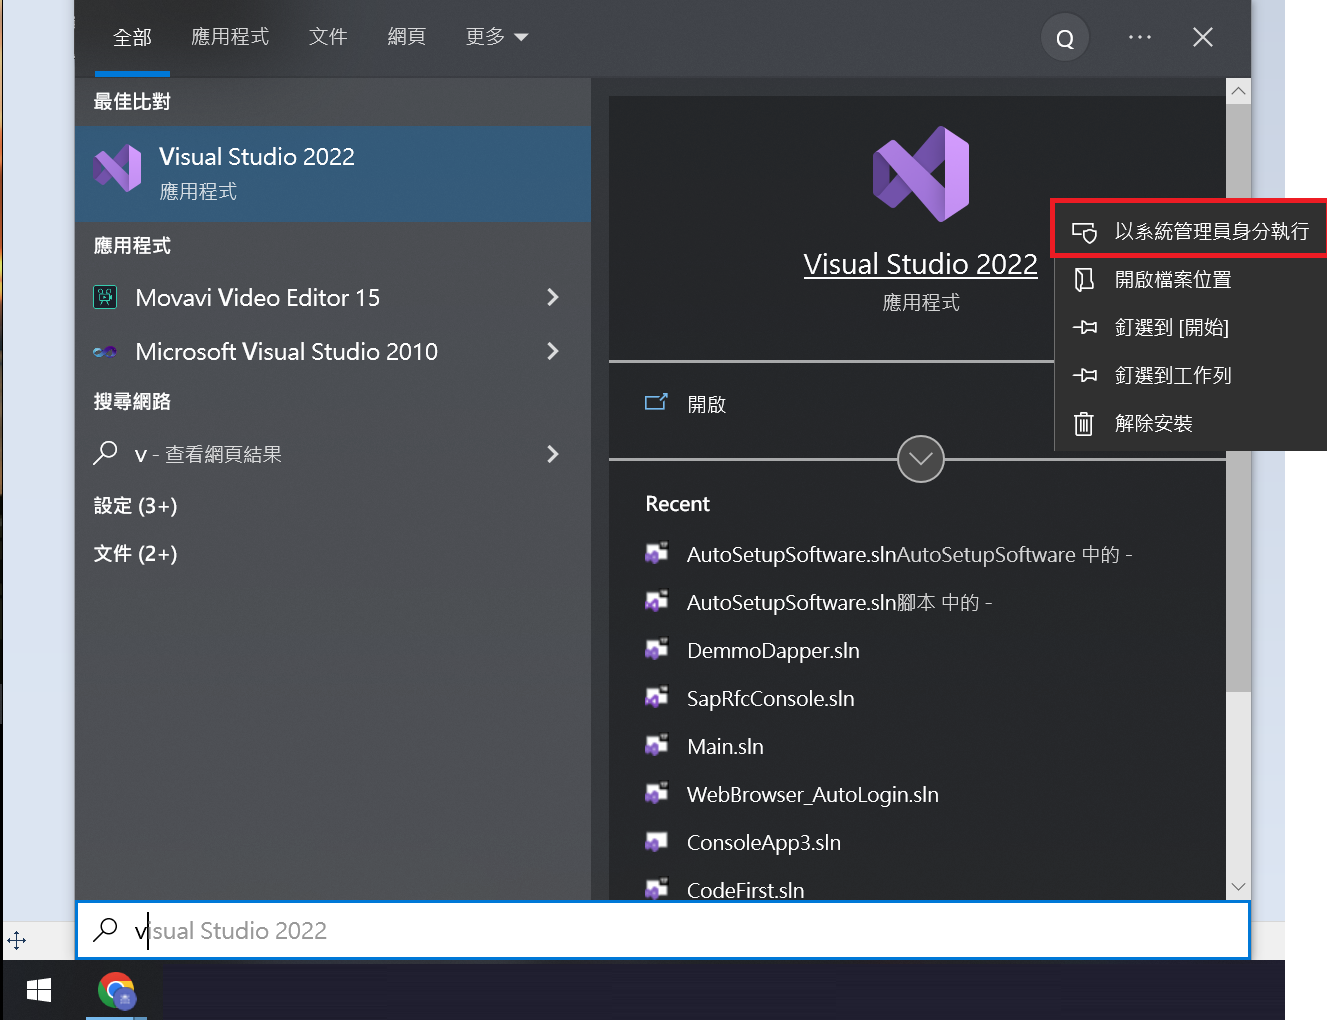 全部 應用程式 文件 網頁 更多 Q
最佳比對
Visual Studio 2022
應用程式
應用程式
Movavi Video Editor 15
Microsoft Visual Studio 2010
搜尋網路
v - 查看網頁結果
設定 (3+)
文件 (2+)
Visual Studio 2022
應用程式
以系統管理員身分執行
開啟檔案位置
釘選到 [開始]
釘選到工作列
解除安裝
開啟
Recent
AutoSetupSoftware.slnAutoSetupSoftware 中的 -
AutoSetupSoftware.sln腳本 中的 -
DemmoDapper.sln
SapRfcConsole.sln
Main.sln
WebBrowser_AutoLogin.sln
ConsoleApp3.sln
CodeFirst.sln
visual Studio 2022